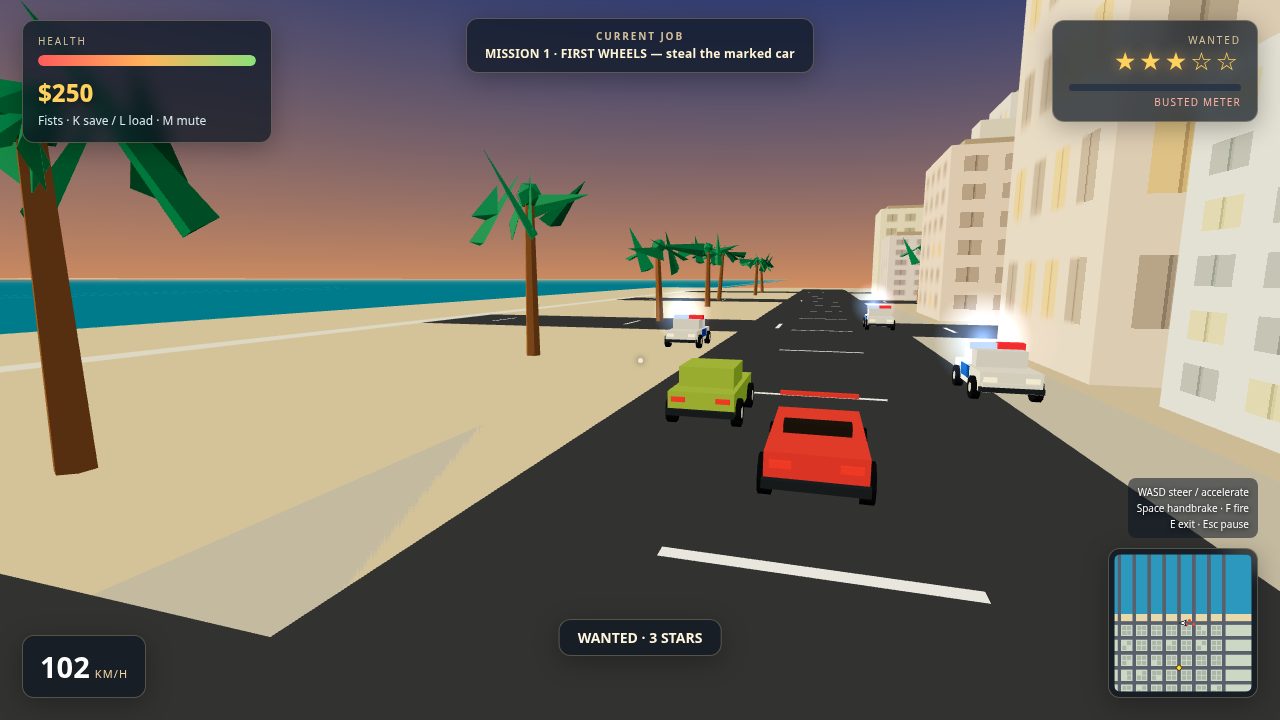 HEALTH
$250
Fists · K save / L load · M mute
CURRENT JOB
MISSION 1 · FIRST WHEELS — steal the marked car
WANTED
★★★☆☆
BUSTED METER
WASD steer / accelerate
Space handbrake · F fire
E exit · Esc pause
WANTED · 3 STARS
102 KM/H